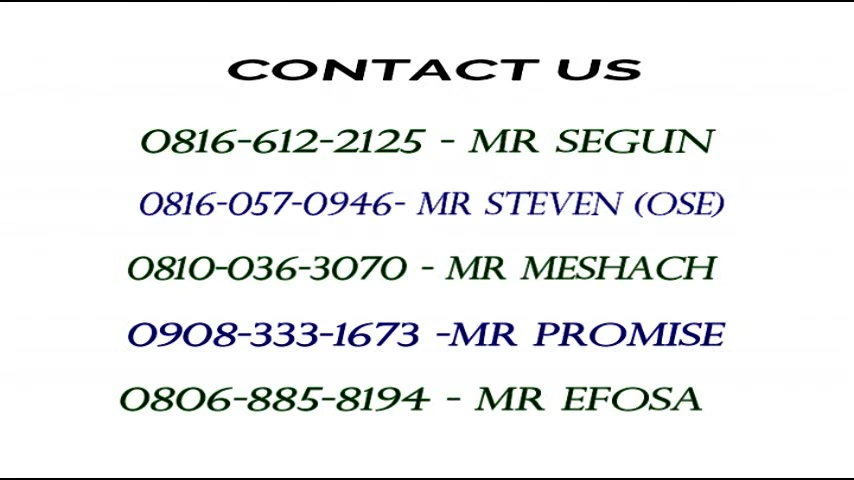 CONTACT US
0816-612-2125 - MR SEGUN
0816-057-0946- MR STEVEN (OSE)
0810-036-3070 - MR MESHACH
0908-333-1673 -MR PROMISE
0806-885-8194 - MR EFOSA